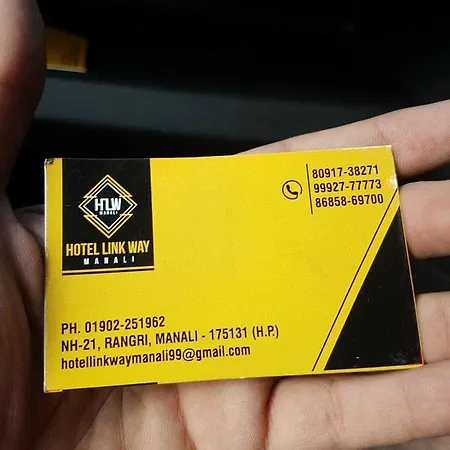 HLW
MANALI
HOTEL LINK WAY
MANALI
80917-38271
99927-77773
86858-69700
PH. 01902-251962
NH-21, RANGRI, MANALI - 175131 (H.P.)
hotellinkwaymanali99@gmail.com